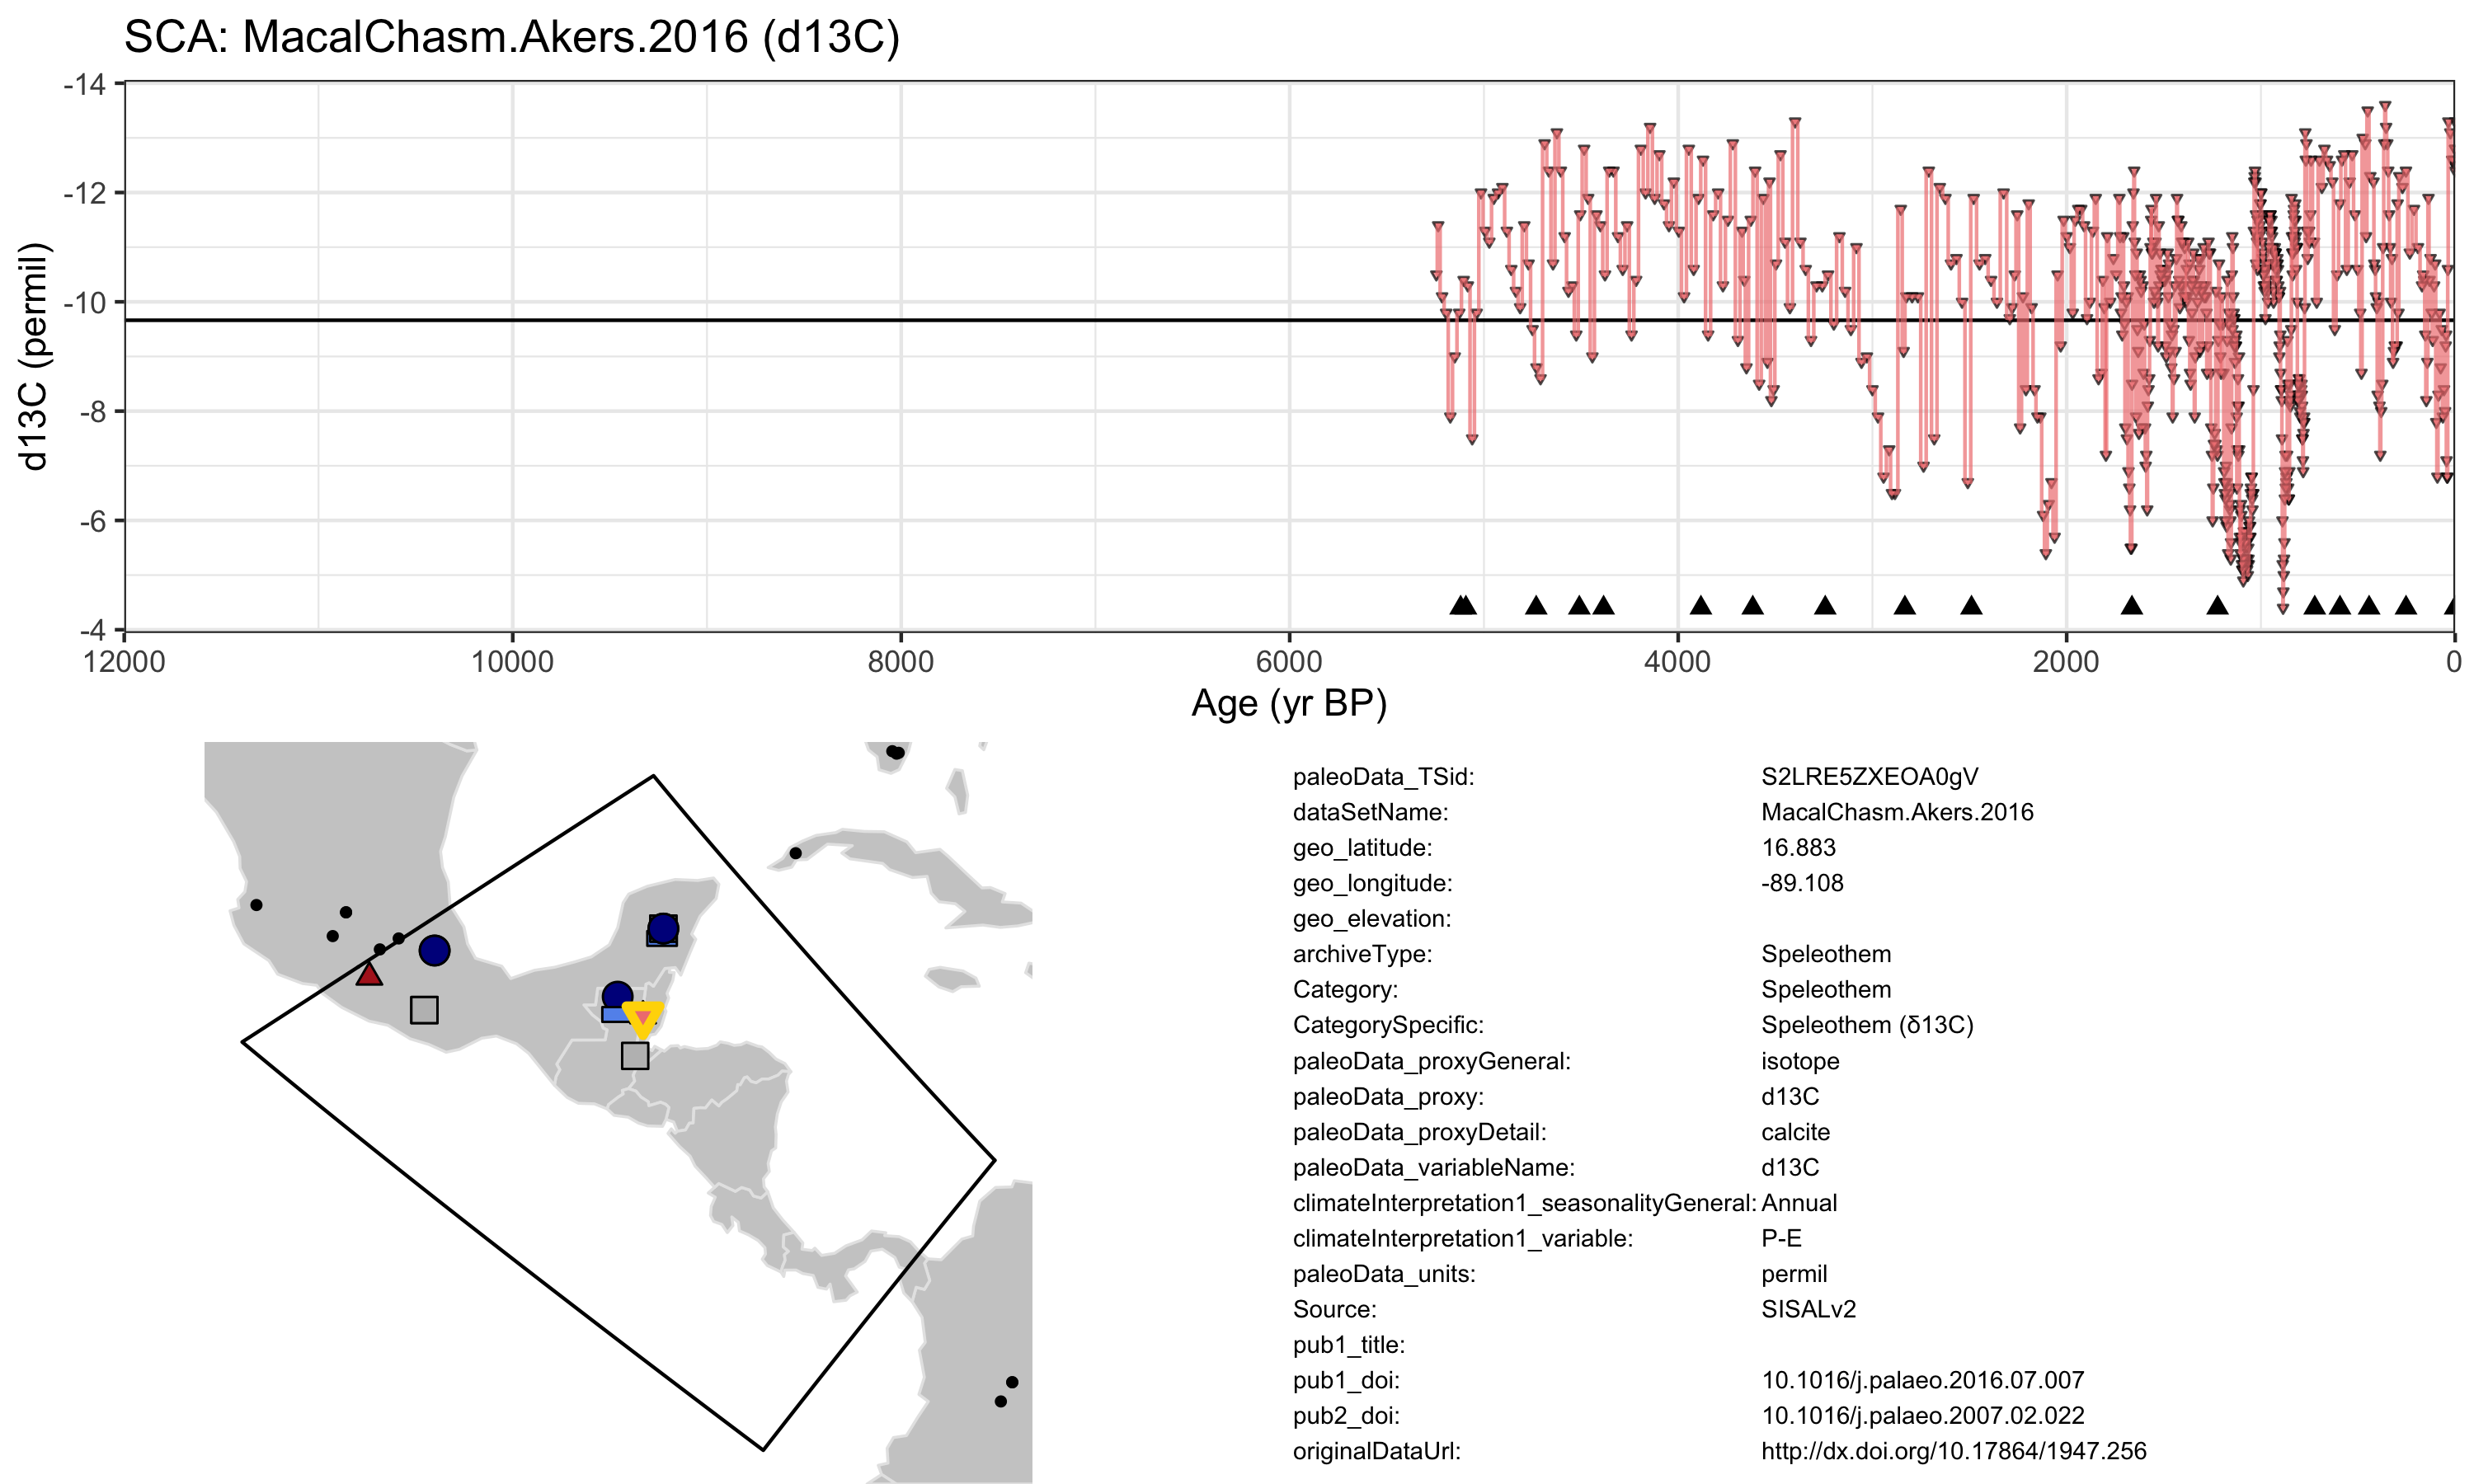 SCA: MacalChasm.Akers.2016 (d13C)
-14
-12
-10
-8
-6
-4
d13C (permil)
12000 10000 8000 6000 4000 2000 0
Age (yr BP)
paleoData_TSid: S2LRE5ZXEOA0gV
dataSetName: MacalChasm.Akers.2016
geo_latitude: 16.883
geo_longitude: -89.108
geo_elevation:
archiveType: Speleothem
Category: Speleothem
CategorySpecific: Speleothem (δ13C)
paleoData_proxyGeneral: isotope
paleoData_proxy: d13C
paleoData_proxyDetail: calcite
paleoData_variableName: d13C
climateInterpretation1_seasonalityGeneral: Annual
climateInterpretation1_variable: P-E
paleoData_units: permil
Source: SISALv2
pub1_title:
pub1_doi: 10.1016/j.palaeo.2016.07.007
pub2_doi: 10.1016/j.palaeo.2007.02.022
originalDataUrl: http://dx.doi.org/10.17864/1947.256